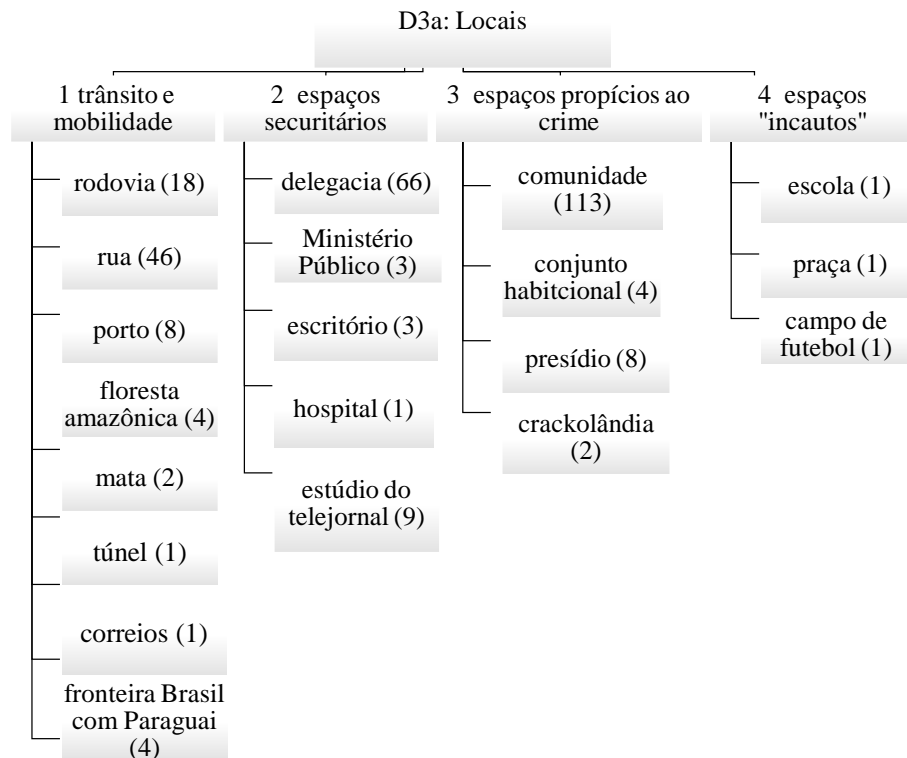 D3a: Locais
1 trânsito e
mobilidade
rodovia (18)
rua (46)
porto (8)
floresta
amazônica (4)
mata (2)
túnel (1)
correios (1)
fronteira Brasil
com Paraguai
(4)
2 espaços
securitários
delegacia (66)
Ministério
Público (3)
escritório (3)
hospital (1)
estúdio do
telejornal (9)
3 espaços propícios ao
crime
comunidade
(113)
conjunto
habitcional (4)
presídio (8)
crackolândia
(2)
4 espaços
"incautos"
escola (1)
praça (1)
campo de
futebol (1)